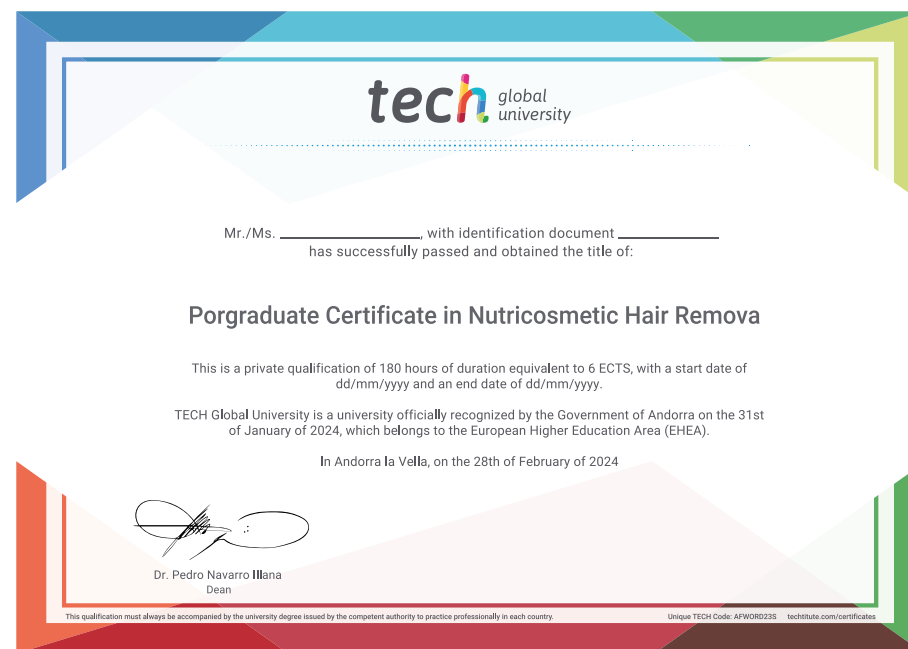 tech global
university
Mr./Ms. ____________, with identification document ____________
has successfully passed and obtained the title of:
Porgraduate Certificate in Nutricosmetic Hair Remova
This is a private qualification of 180 hours of duration equivalent to 6 ECTS, with a start date of
dd/mm/yyyy and an end date of dd/mm/yyyy.
TECH Global University is a university officially recognized by the Government of Andorra on the 31st
of January of 2024, which belongs to the European Higher Education Area (EHEA).
In Andorra la Vella, on the 28th of February of 2024
Dr. Pedro Navarro Illana
Dean
This qualification must always be accompanied by the university degree issued by the competent authority to practice professionally in each country.
Unique TECH Code: AFWORD23S techtitute.com/certificates